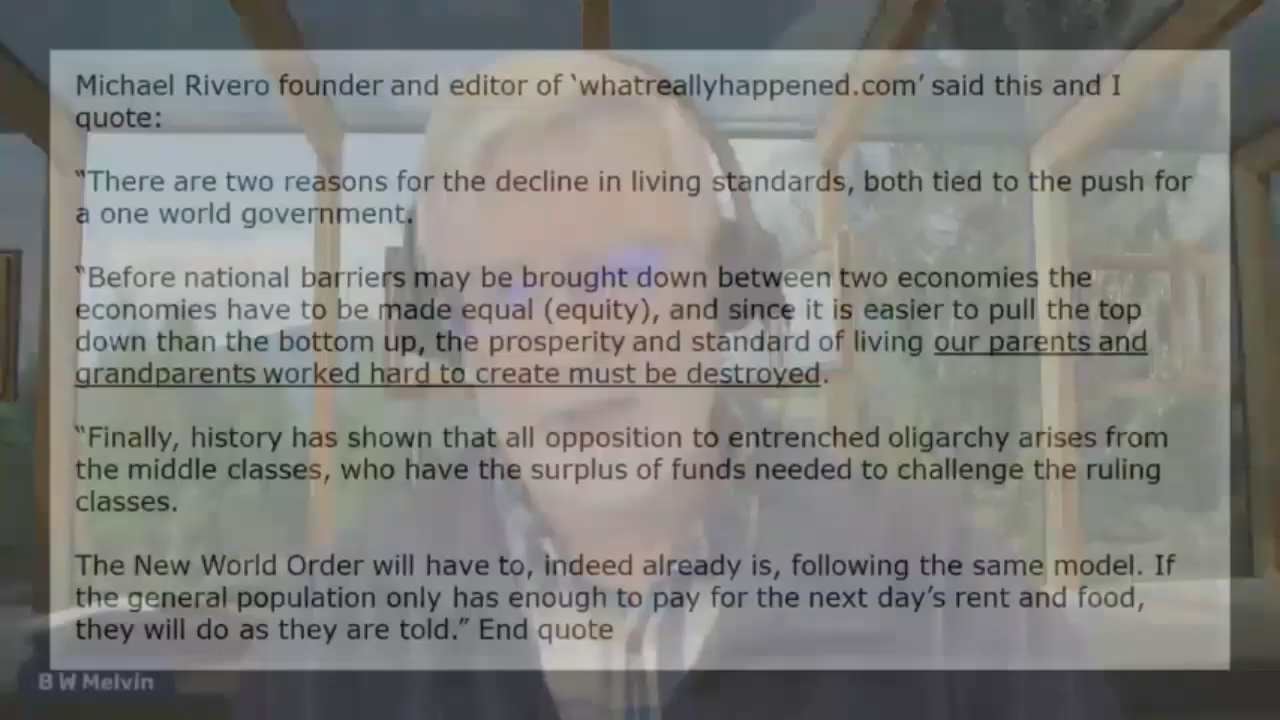 Michael Rivero founder and editor of ‘whatreallyhappened.com’ said this and I
quote:
“There are two reasons for the decline in living standards, both tied to the push for
a one world government.
“Before national barriers may be brought down between two economies the
economies have to be made equal (equity), and since it is easier to pull the top
down than the bottom up, the prosperity and standard of living our parents and
grandparents worked hard to create must be destroyed.
“Finally, history has shown that all opposition to entrenched oligarchy arises from
the middle classes, who have the surplus of funds needed to challenge the ruling
classes.
The New World Order will have to, indeed already is, following the same model. If
the general population only has enough to pay for the next day’s rent and food,
they will do as they are told.” End quote
B W Melvin